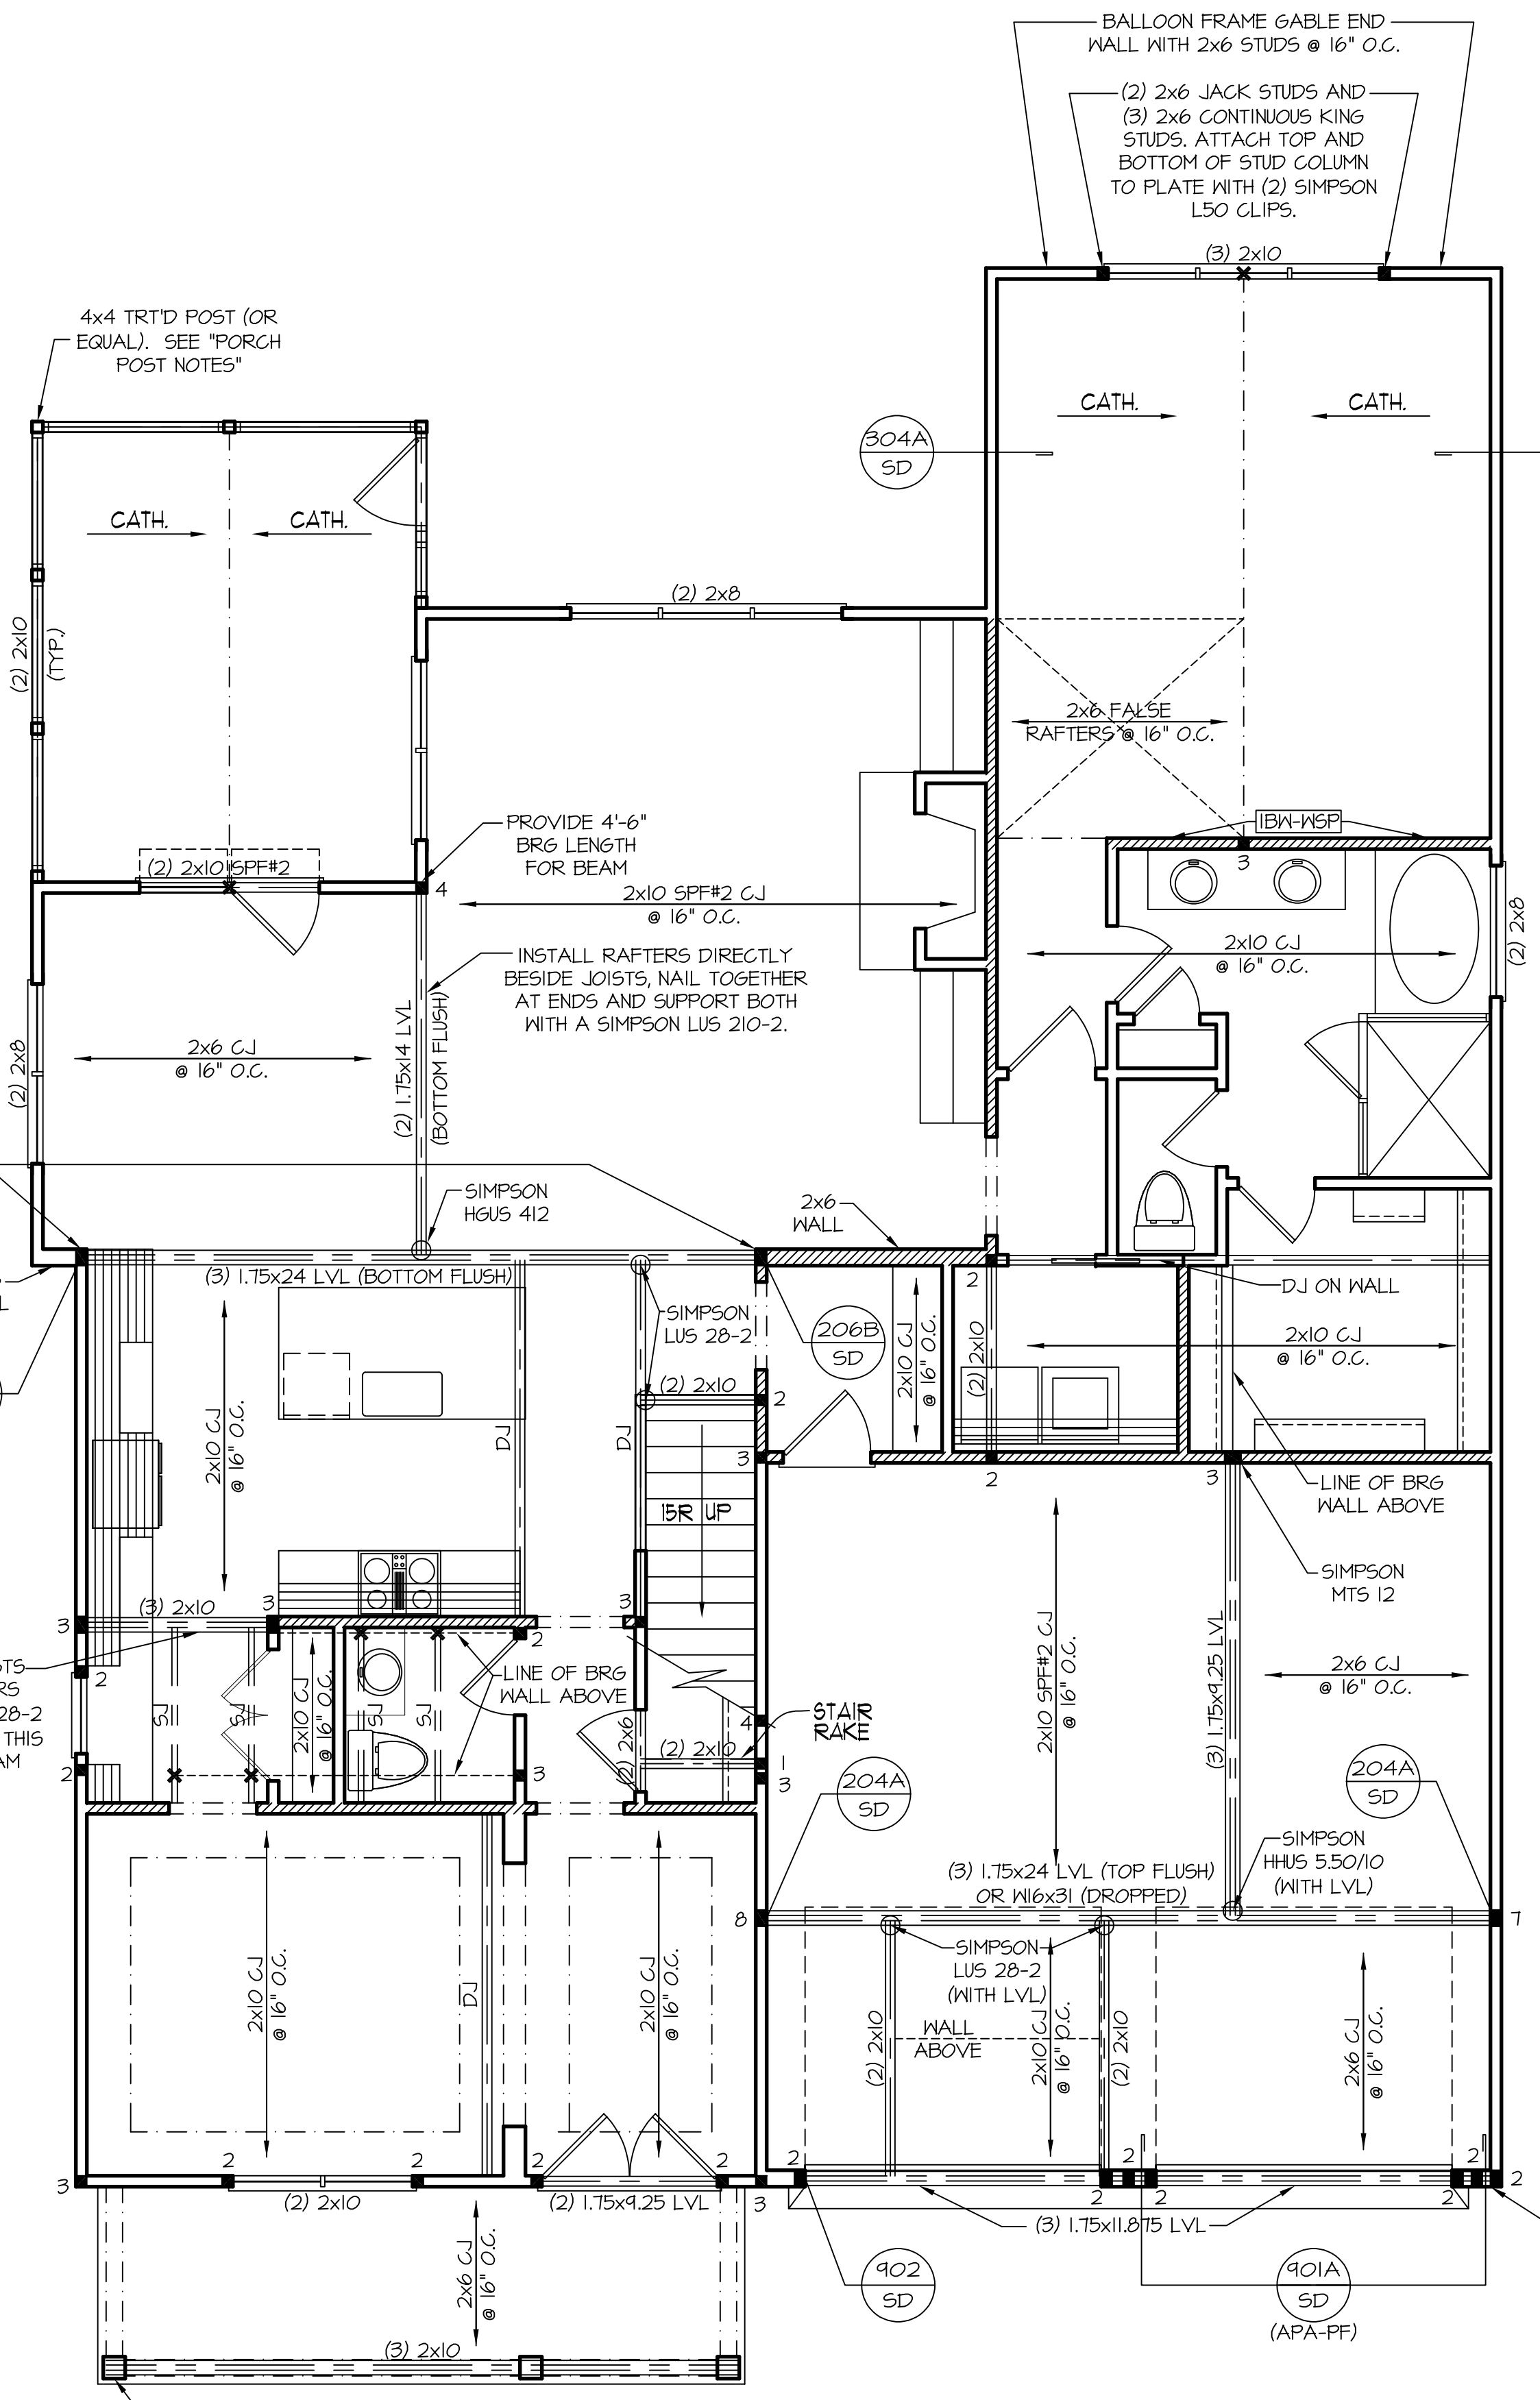 BALLOON FRAME GABLE END
WALL WITH 2x6 STUDS @ 16" O.C.
(2) 2x6 JACK STUDS AND
(3) 2x6 CONTINUOUS KING
STUDS. ATTACH TOP AND
BOTTOM OF STUD COLUMN
TO PLATE WITH (2) SIMPSON
L50 CLIPS.
(3) 2x10
4x4 TRT'D POST (OR
EQUAL). SEE "PORCH
POST NOTES"
CATH.
CATH.
304A
SD
CATH.
CATH.
(2) 2x8
(2) 2x10
(TYP.)
2x6 FALSE
RAFTERS @ 16" O.C.
IBW-WSP
3
PROVIDE 4'-6"
BRG LENGTH
FOR BEAM
(2) 2x10 SPF#2
4
2x10 SPF#2 CJ
@ 16" O.C.
2x10 CJ
@ 16" O.C.
(2) 2x8
INSTALL RAFTERS DIRECTLY
BESIDE JOISTS, NAIL TOGETHER
AT ENDS AND SUPPORT BOTH
WITH A SIMPSON LUS 210-2.
(2) 1.75x14 LVL
(BOTTOM FLUSH)
2x6 CJ
@ 16" O.C.
(2) 2x8
SIMPSON
HGUS 412
2x6
WALL
(3) 1.75x24 LVL (BOTTOM FLUSH)
2
DJ ON WALL
L
SIMPSON
LUS 28-2
206B
SD
2x10 CJ
@ 16" O.C.
(2) 2x10
2x10 CJ
@ 16" O.C.
(2) 2x10
2
2x10 CJ
@ 16" O.C.
DJ
DJ
3
2
3
LINE OF BRG
WALL ABOVE
15R UP
SIMPSON
MTS 12
2x10 SPF#2 CJ
@ 16" O.C.
(3) 1.75x9.25 LVL
2x6 CJ
@ 16" O.C.
(3) 2x10
3
3
3
2
STS
RS
28-2
THIS
AM
2
2
SJ
SJ
2x10 CJ
@ 16" O.C.
SJ
SJ
LINE OF BRG
WALL ABOVE
3
(2) 2x6
(2) 2x10
4
1
3
STAIR
RAKE
204A
SD
204A
SD
SIMPSON
HHUS 5.50/10
(WITH LVL)
(3) 1.75x24 LVL (TOP FLUSH)
OR W16x31 (DROPPED)
8
7
SIMPSON
LUS 28-2
(WITH LVL)
2x10 CJ
@ 16" O.C.
DJ
2x10 CJ
@ 16" O.C.
(2) 2x10
WALL
ABOVE
2x10 CJ
@ 16" O.C.
(2) 2x10
2x6 CJ
@ 16" O.C.
3
2
2
2
2
3
2
2
2
2
2
2
2
(2) 2x10
(2) 1.75x9.25 LVL
(3) 1.75x11.875 LVL
2x6 CJ
@ 16" O.C.
902
SD
901A
SD
(APA-PF)
(3) 2x10